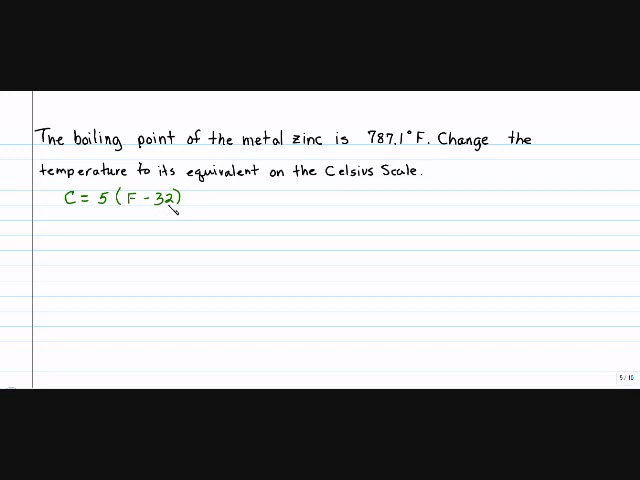 The boiling point of the metal zinc is 787.1°F. Change the
temperature to its equivalent on the Celsius Scale.
C = 5 ( F - 32)
5 / 10